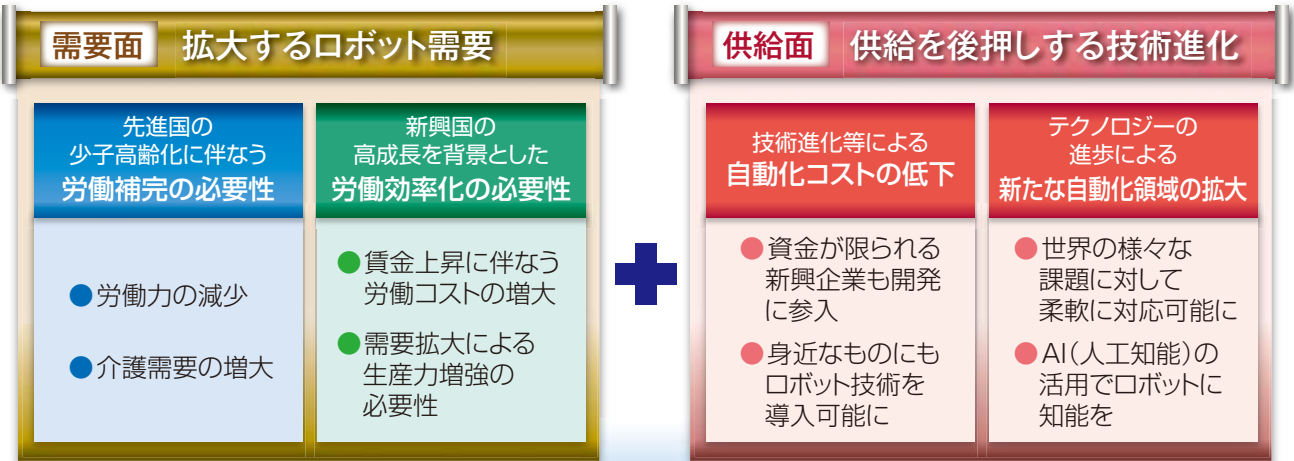 需要面 拡大するロボット需要
先進国の
少子高齢化に伴なう
労働補完の必要性
●労働力の減少
●介護需要の増大
新興国の
高成長を背景とした
労働効率化の必要性
●賃金上昇に伴なう
労働コストの増大
●需要拡大による
生産力増強の
必要性
供給面 供給を後押しする技術進化
技術進化等による
自動化コストの低下
●資金が限られる
新興企業も開発
に参入
●身近なものにも
ロボット技術を
導入可能に
テクノロジーの
進歩による
新たな自動化領域の拡大
●世界の様々な
課題に対して
柔軟に対応可能に
●AI(人工知能)の
活用でロボットに
知能を